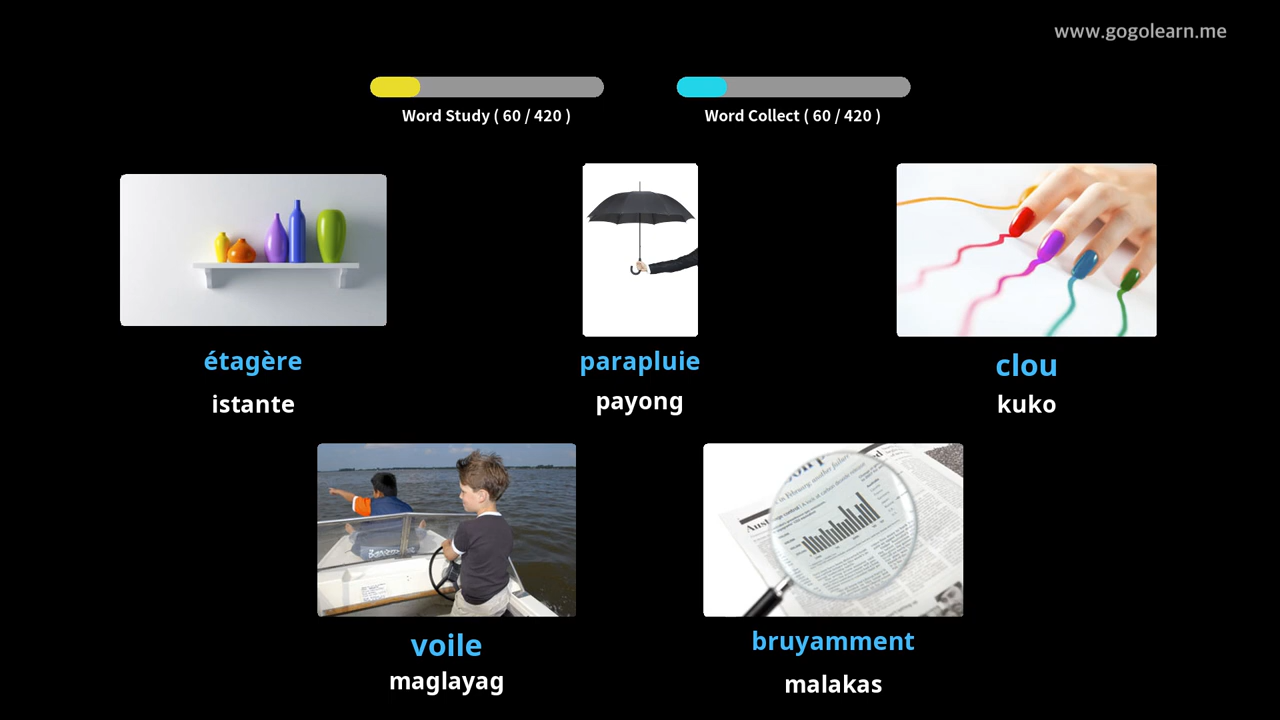 www.gogolearn.me
Word Study ( 60 / 420 )
Word Collect ( 60 / 420 )
étagère
istante
parapluie
payong
clou
kuko
voile
maglayag
bruyamment
malakas